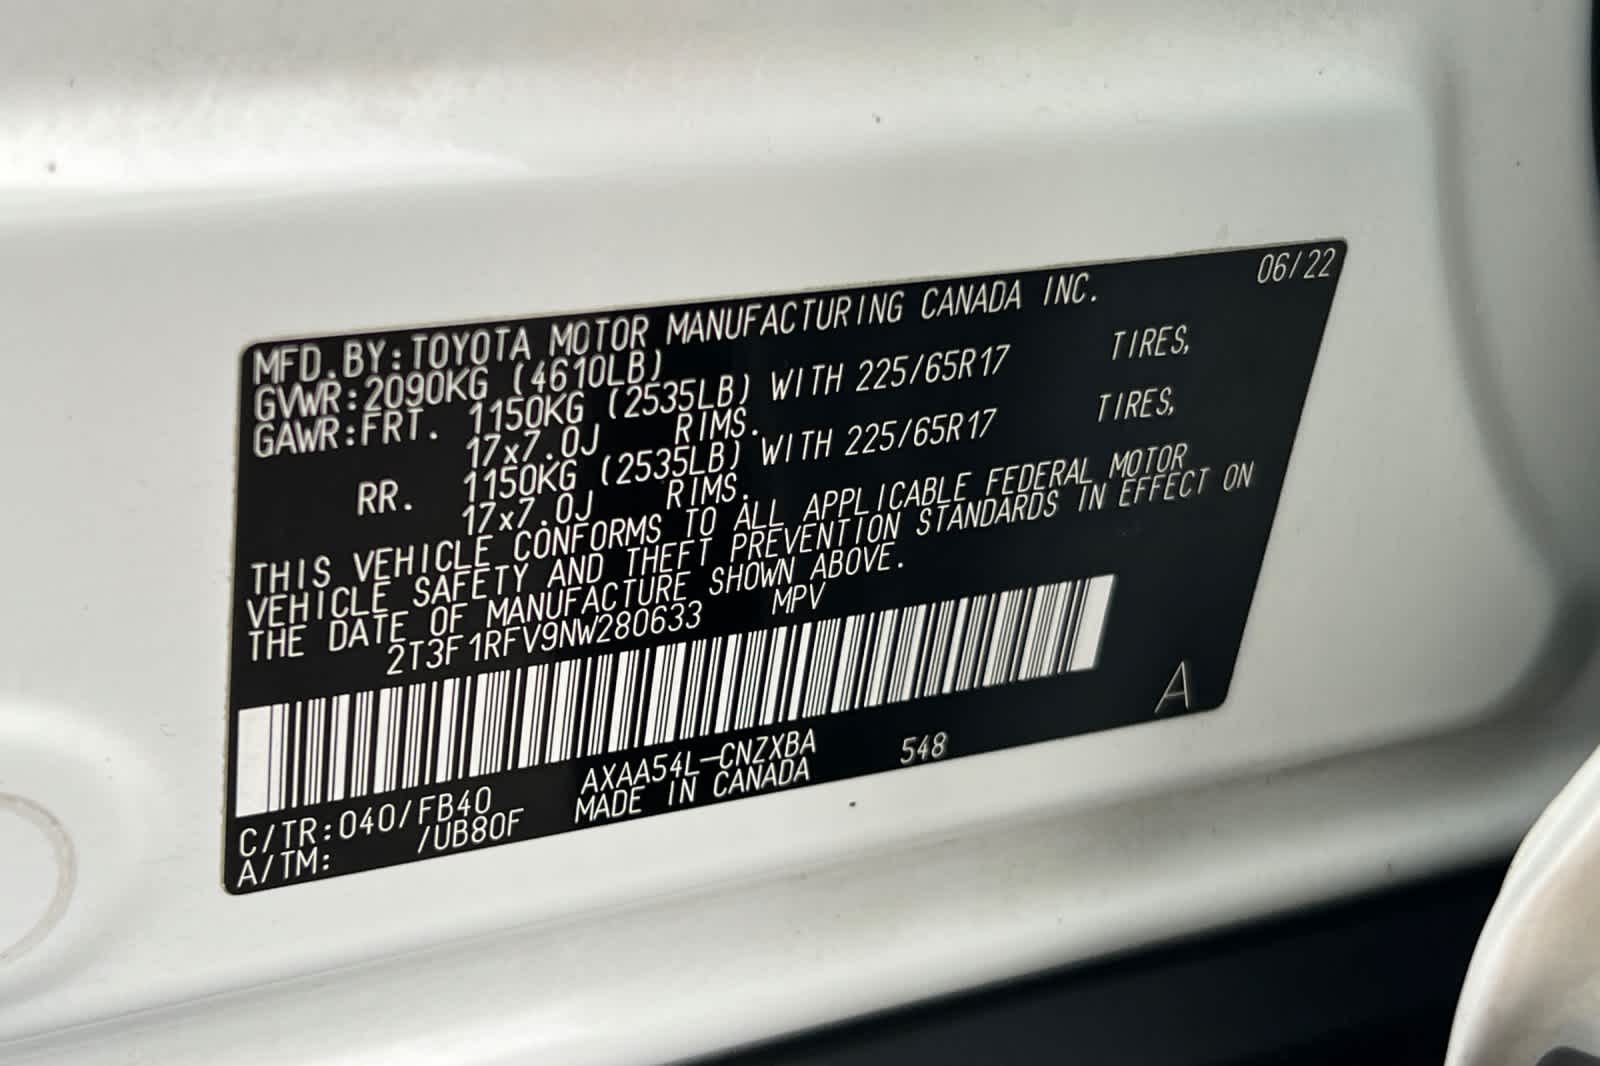 06/22
MFD.BY:TOYOTA MOTOR MANUFACTURING CANADA INC.
GVWR:2090KG (4610LB)
GAWR:FRT. 1150KG (2535LB) WITH 225/65R17 TIRES,
17x7.0J RIMS.
RR. 1150KG (2535LB) WITH 225/65R17 TIRES,
17x7.0J RIMS.
THIS VEHICLE CONFORMS TO ALL APPLICABLE FEDERAL MOTOR
VEHICLE SAFETY AND THEFT PREVENTION STANDARDS IN EFFECT ON
THE DATE OF MANUFACTURE SHOWN ABOVE.
2T3F1RFV9NW280633 MPV
A
C/TR:040/FB40 AXAA54L-CNZXBA 548
A/TM: /UB80F MADE IN CANADA